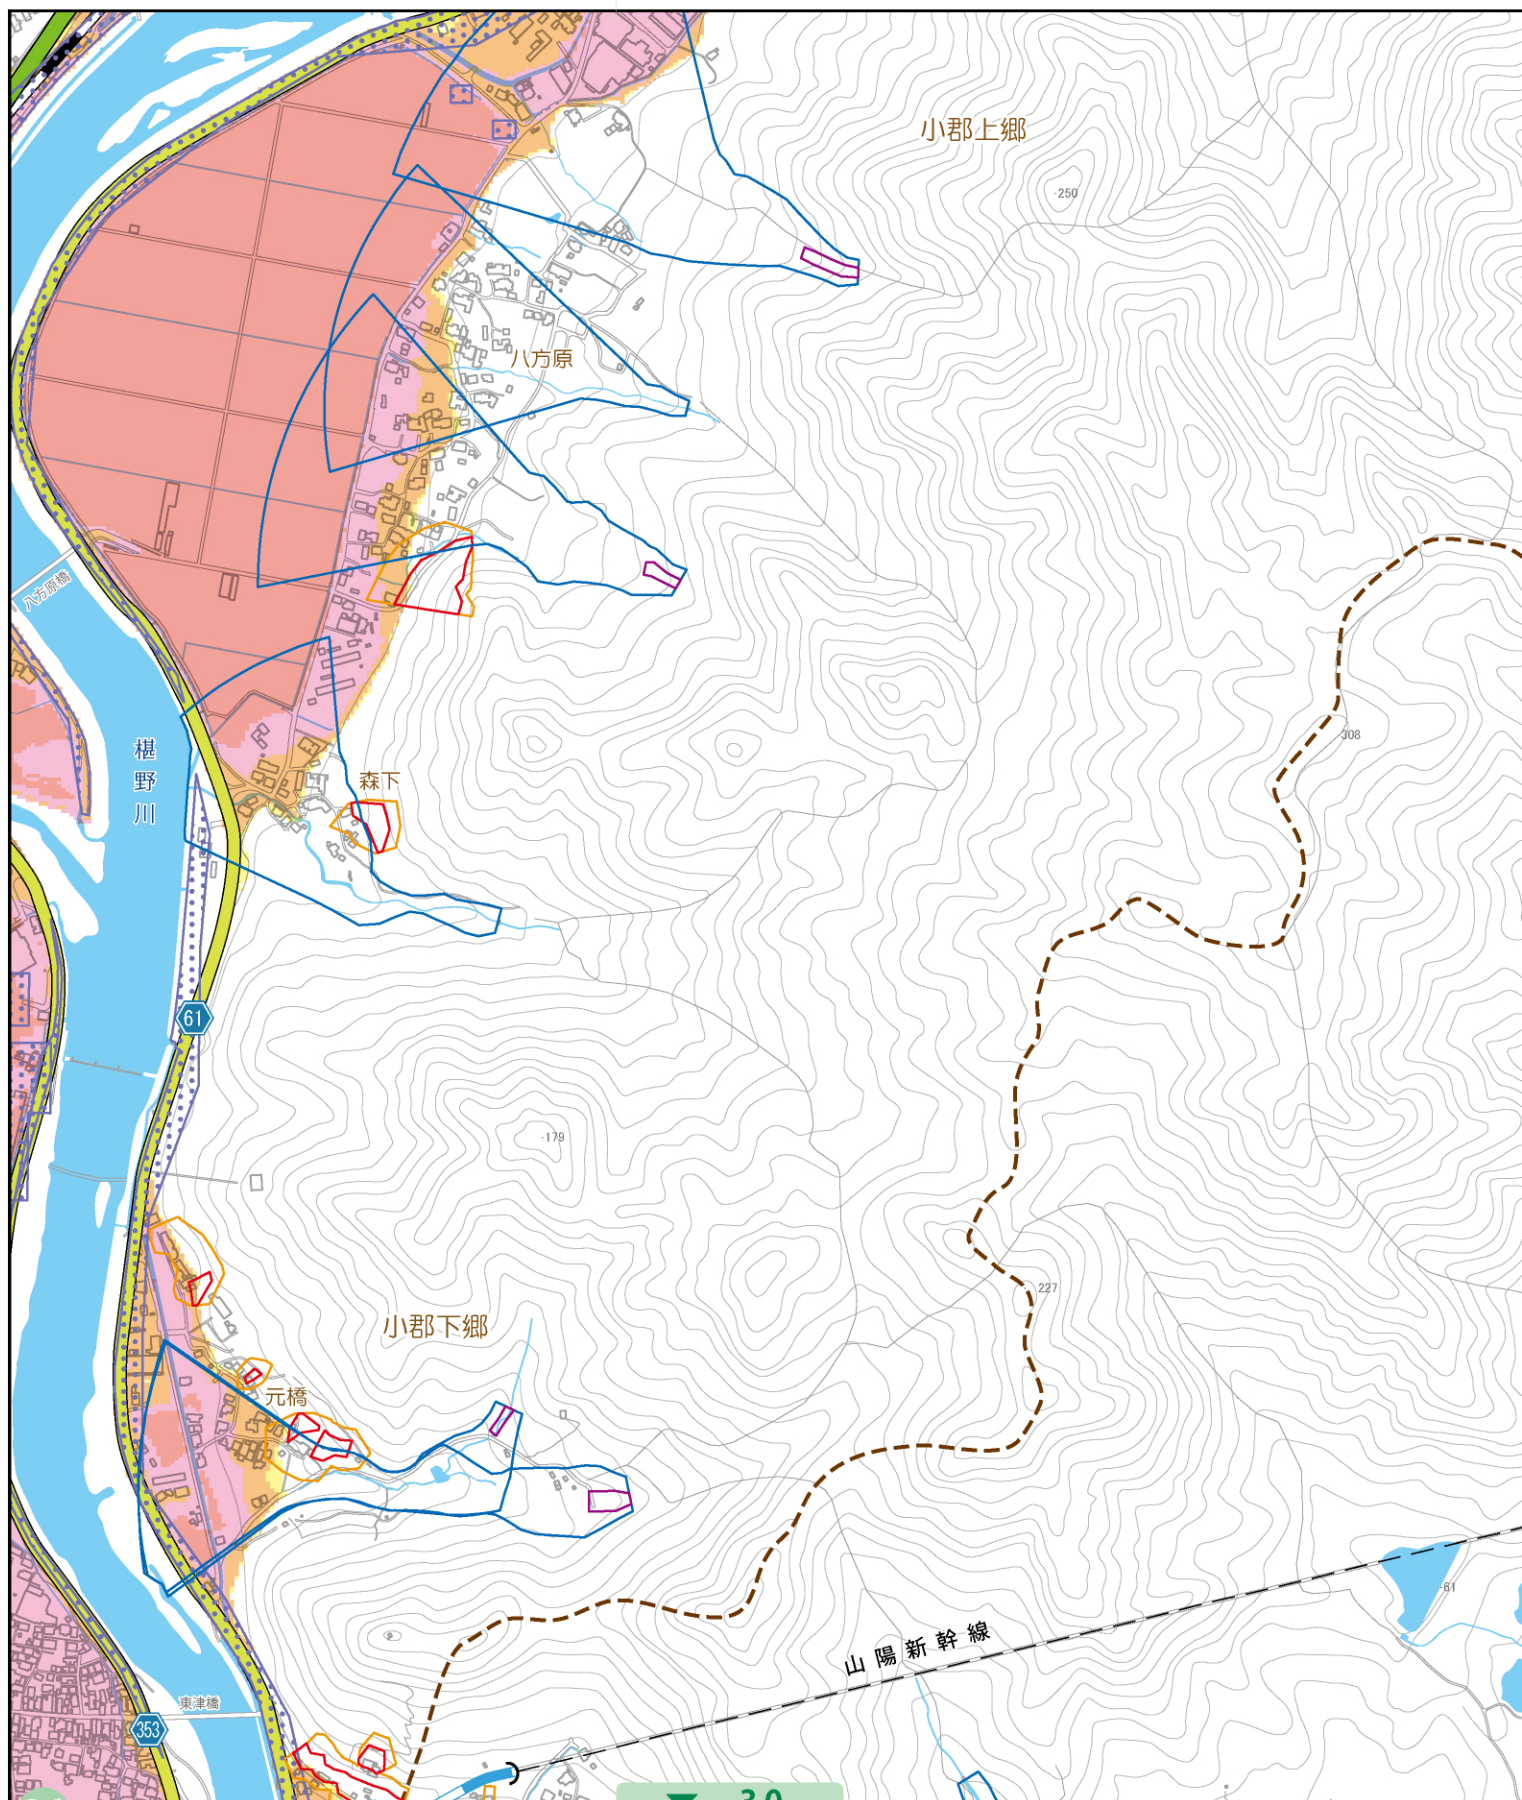 小郡上郷
·250
八方原
八方原橋
308
椹野川
森下
61
·179
227
小郡下郷
元橋
·61
山陽新幹線
東津橋
353
30